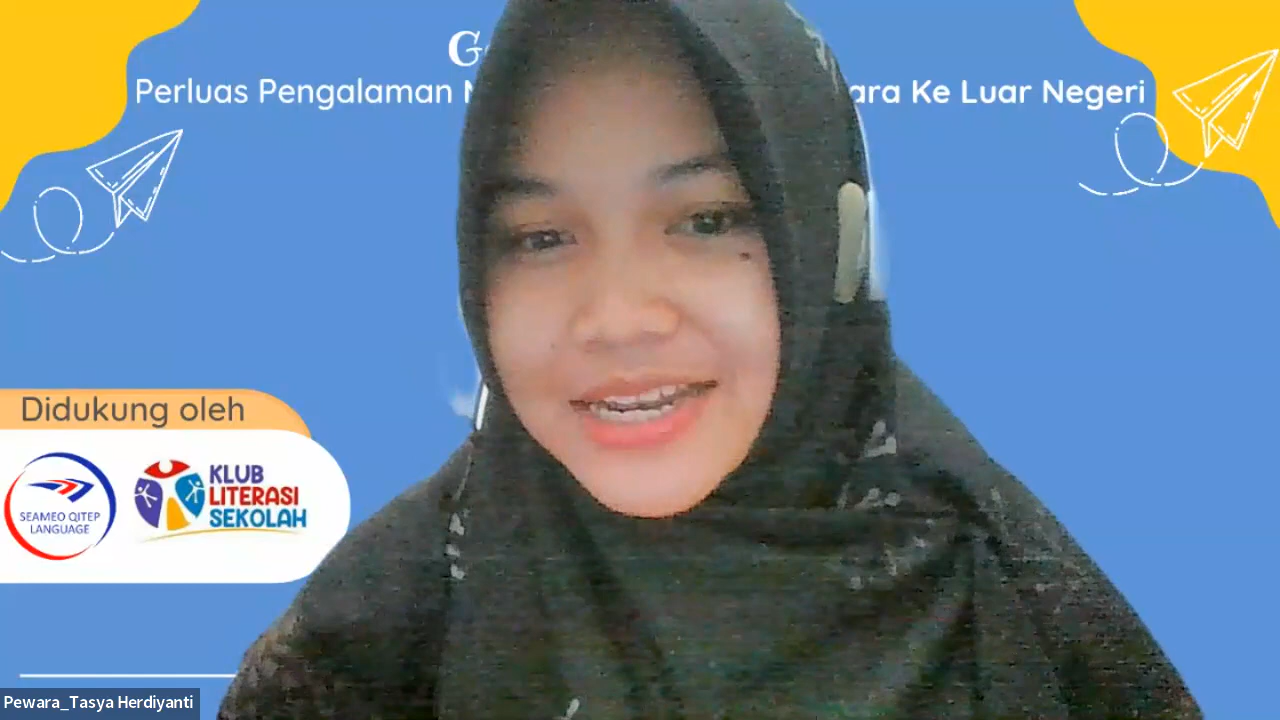 Perluas Pengalaman
ara Ke Luar Negeri
Didukung oleh
SEAMEO QITEP
LANGUAGE
KLUB
LITERASI
SEKOLAH
Pewara_Tasya Herdiyanti